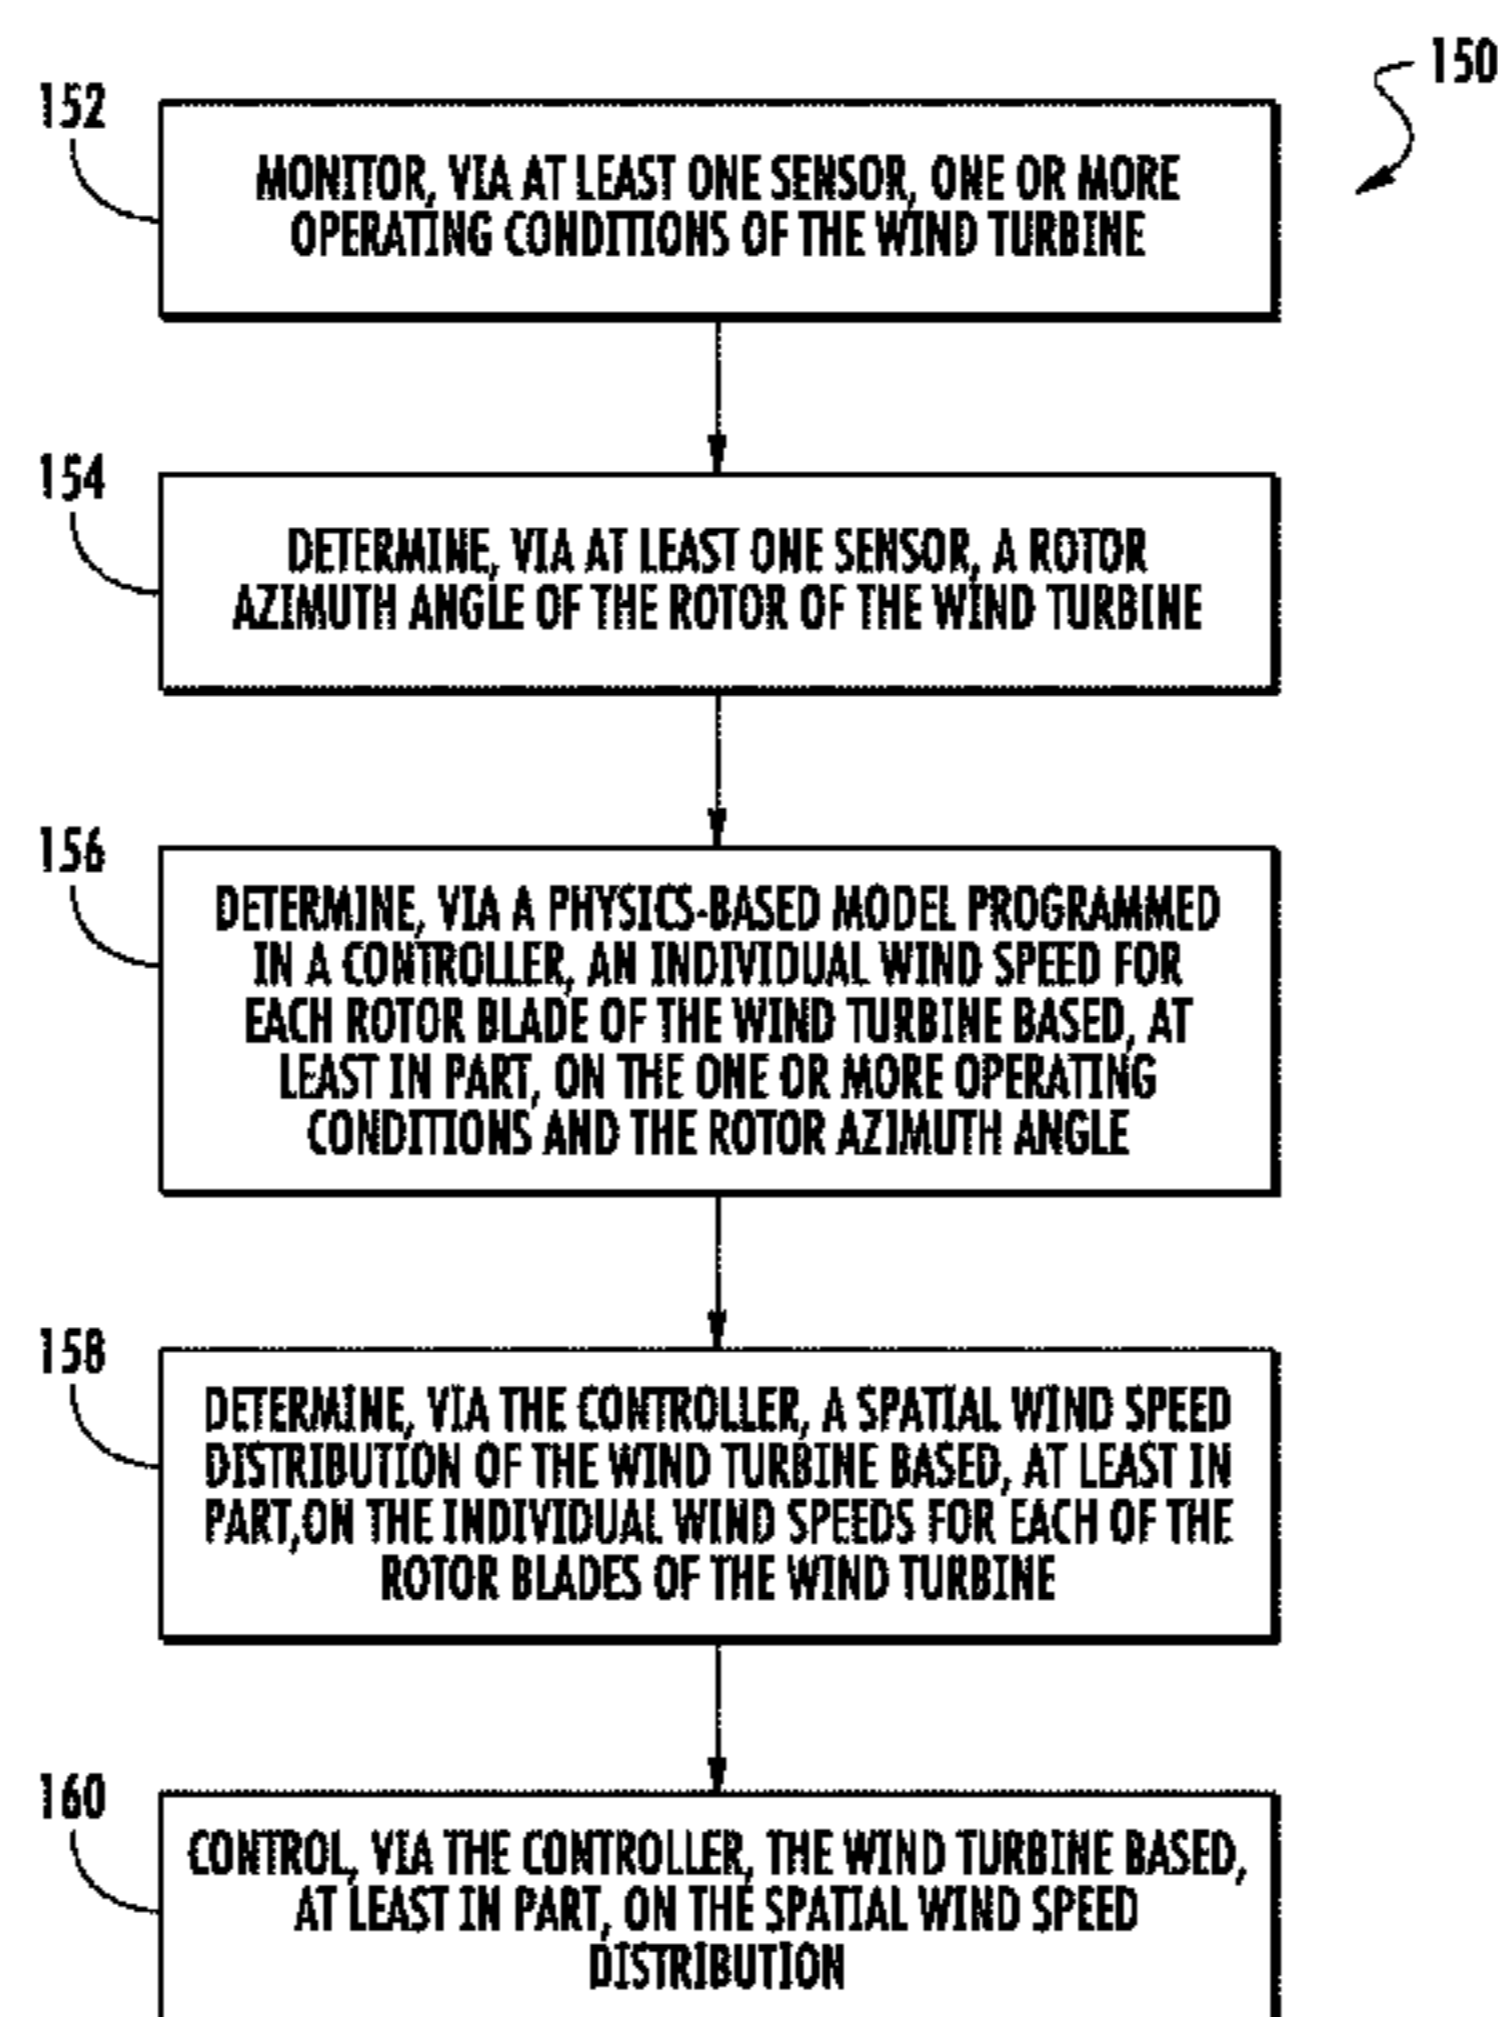 150
152
MONITOR, VIA AT LEAST ONE SENSOR, ONE OR MORE
OPERATING CONDITIONS OF THE WIND TURBINE
154
DETERMINE, VIA AT LEAST ONE SENSOR, A ROTOR
AZIMUTH ANGLE OF THE ROTOR OF THE WIND TURBINE
156
DETERMINE, VIA A PHYSICS-BASED MODEL PROGRAMMED
IN A CONTROLLER, AN INDIVIDUAL WIND SPEED FOR
EACH ROTOR BLADE OF THE WIND TURBINE BASED, AT
LEAST IN PART, ON THE ONE OR MORE OPERATING
CONDITIONS AND THE ROTOR AZIMUTH ANGLE
158
DETERMINE, VIA THE CONTROLLER, A SPATIAL WIND SPEED
DISTRIBUTION OF THE WIND TURBINE BASED, AT LEAST IN
PART,ON THE INDIVIDUAL WIND SPEEDS FOR EACH OF THE
ROTOR BLADES OF THE WIND TURBINE
160
CONTROL, VIA THE CONTROLLER, THE WIND TURBINE BASED,
AT LEAST IN PART, ON THE SPATIAL WIND SPEED
DISTRIBUTION